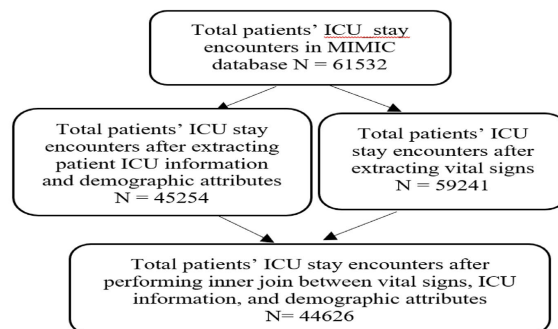 Total patients' ICU stay
encounters in MIMIC
database N = 61532
Total patients' ICU stay
encounters after extracting
patient ICU information
and demographic attributes
N = 45254
Total patients' ICU
stay encounters after
extracting vital signs
N = 59241
Total patients' ICU stay encounters after
performing inner join between vital signs, ICU
information, and demographic attributes
N= 44626